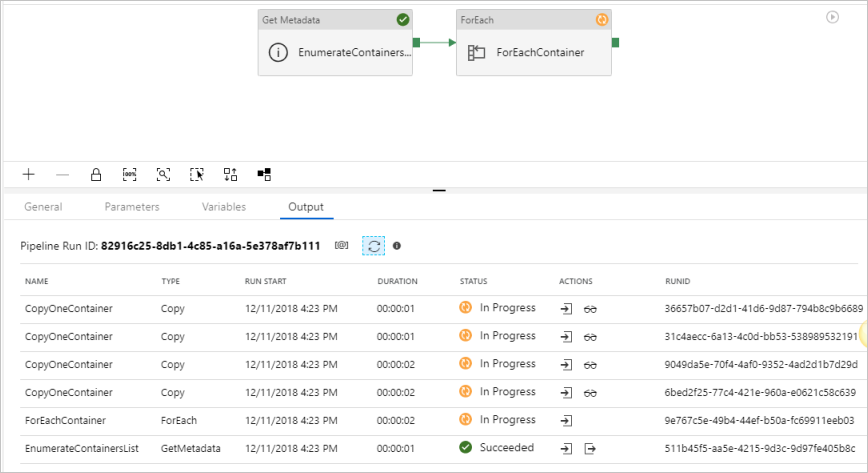 Get Metadata ForEach
EnumerateContainers... ForEachContainer
100%
General Parameters Variables Output
Pipeline Run ID: 82916c25-8db1-4c85-a16a-5e378af7b111 [@]
NAME TYPE RUN START DURATION STATUS ACTIONS RUNID
CopyOneContainer Copy 12/11/2018 4:23 PM 00:00:01 In Progress 36657b07-d2d1-41d6-9d87-794b8c9b6689
CopyOneContainer Copy 12/11/2018 4:23 PM 00:00:01 In Progress 31c4aecc-6a13-4c0d-bb53-538989532191
CopyOneContainer Copy 12/11/2018 4:23 PM 00:00:02 In Progress 9049da5e-70f4-4af0-9352-4ad2d1b7d29d
CopyOneContainer Copy 12/11/2018 4:23 PM 00:00:02 In Progress 6bed2f25-77c4-421e-960a-e0621c58c639
ForEachContainer ForEach 12/11/2018 4:23 PM 00:00:02 In Progress 9e767c5e-49b4-44ef-b50a-fc69911eeb03
EnumerateContainersList GetMetadata 12/11/2018 4:23 PM 00:00:01 Succeeded 511b45f5-aa5e-4215-9d3c-9d97fe405b8c